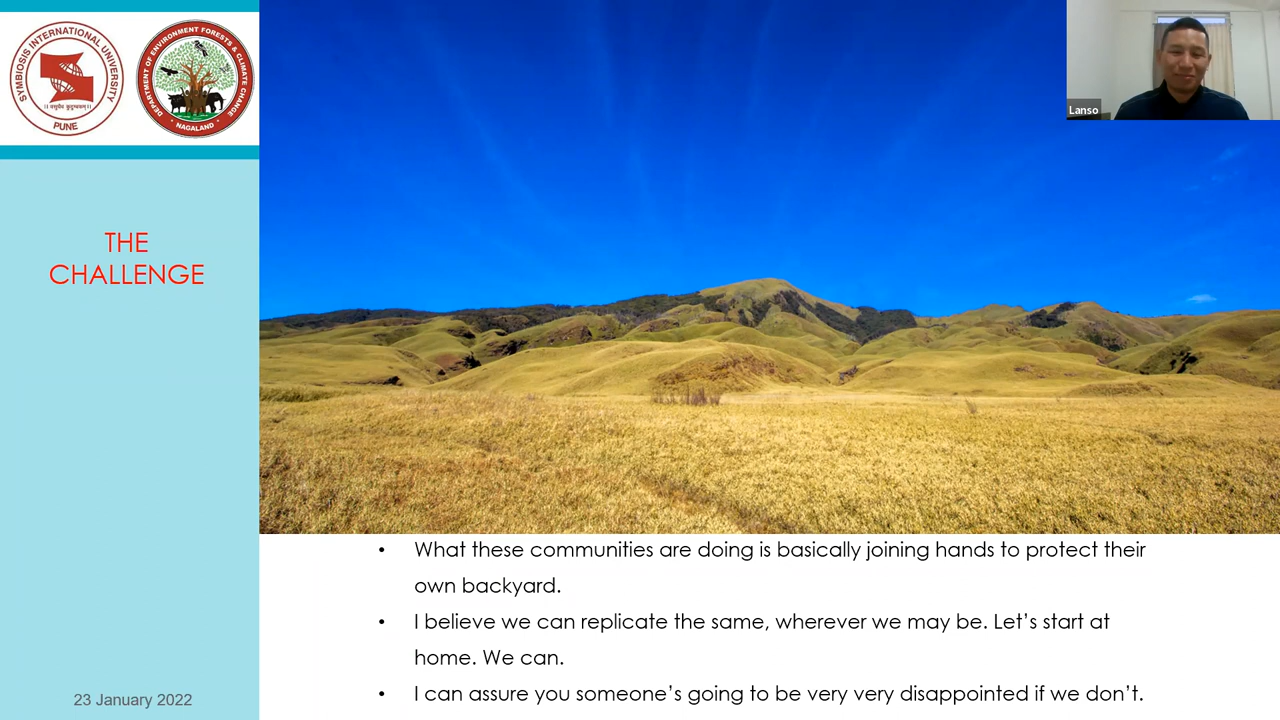 SYMBIOSIS INTERNATIONAL UNIVERSITY
|| वसुधैव कुटुम्बकम् ||
PUNE
DEPARTMENT OF ENVIRONMENT FORESTS & CLIMATE CHANGE
NAGALAND
Lanso
THE
CHALLENGE
• What these communities are doing is basically joining hands to protect their
own backyard.
• I believe we can replicate the same, wherever we may be. Let’s start at
home. We can.
• I can assure you someone’s going to be very very disappointed if we don’t.
23 January 2022